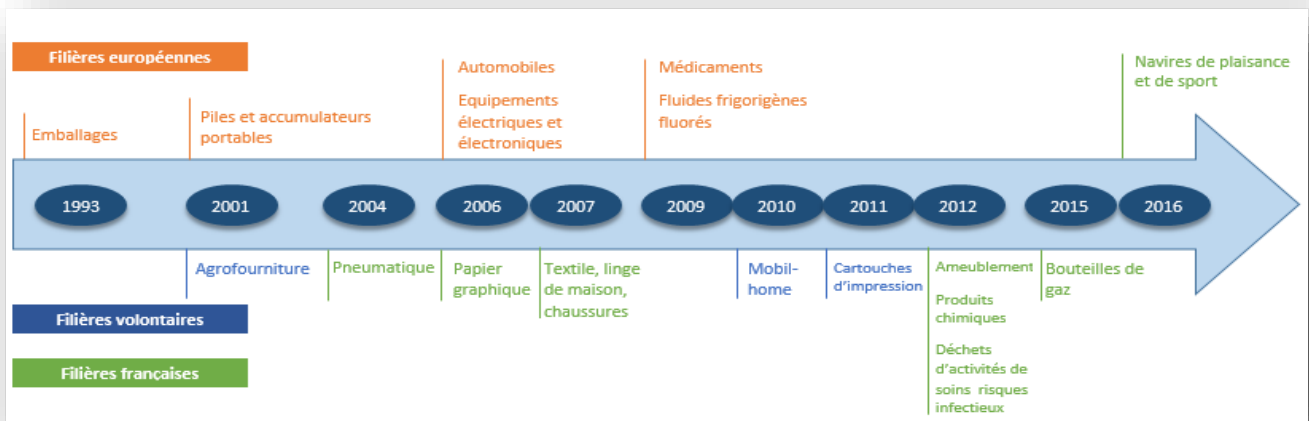 Filières européennes
Emballages
Piles et accumulateurs
portables
Automobiles
Equipements
électriques et
électroniques
Médicaments
Fluides frigorigènes
fluorés
Navires de plaisance
et de sport
1993
2001
2004
2006
2007
2009
2010
2011
2012
2015
2016
Agrofourniture
Pneumatique
Papier
graphique
Textile, linge
de maison,
chaussures
Mobil-
home
Cartouches
d'impression
Ameublement
Produits
chimiques
Déchets
d'activités de
soins risques
infectieux
Bouteilles de
gaz
Filières volontaires
Filières françaises